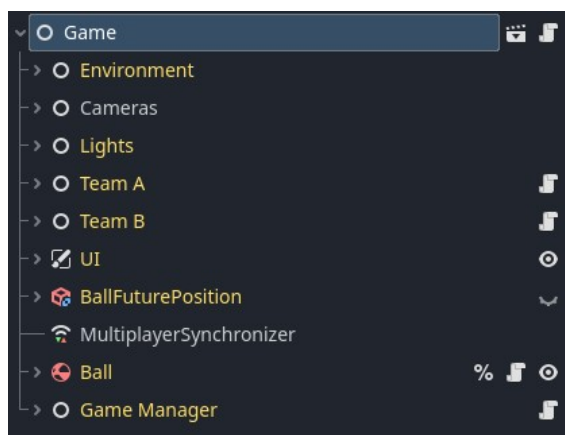 Game
Environment
Cameras
Lights
Team A
Team B
UI
BallFuturePosition
MultiplayerSynchronizer
Ball %
Game Manager